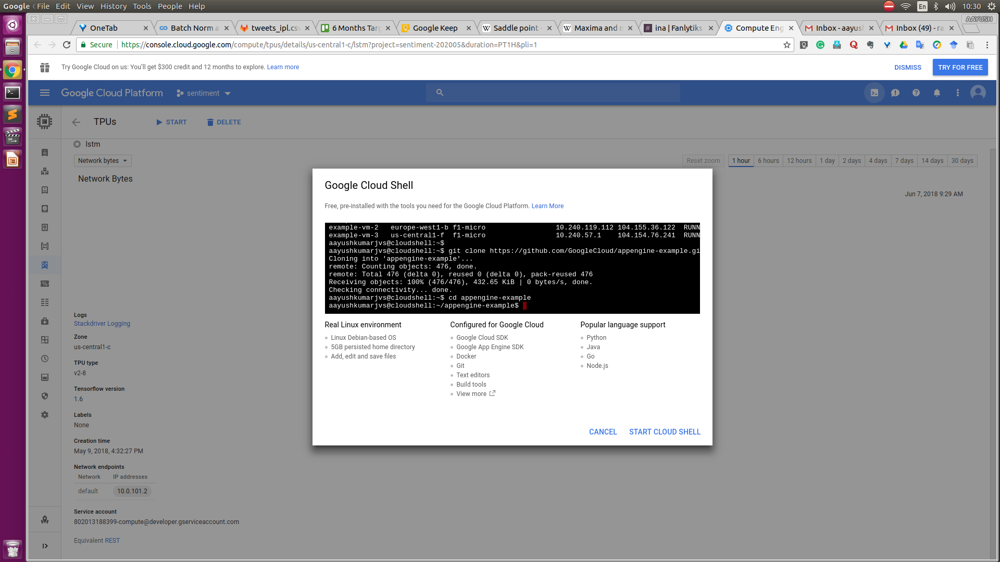 Google C File Edit View History Tools People Help
En 10:30
AAYUSH
OneTab
Batch Norm a
tweets_ipl.cs
6 Months Targ
Google Keep
Saddle point -
Maxima and m
ina | Fanlytiks
Compute Eng
Inbox - aayush
Inbox (49) - ra
Secure https://console.cloud.google.com/compute/tpus/details/us-central1-c/lstm?project=sentiment-202005&duration=PT1H&pli=1
Try Google Cloud on us: You'll get $300 credit and 12 months to explore. Learn more
DISMISS TRY FOR FREE
Google Cloud Platform sentiment
TPUs START DELETE
lstm
Network bytes
Reset zoom 1 hour 6 hours 12 hours 1 day 2 days 4 days 7 days 14 days 30 days
Network Bytes
Jun 7, 2018 9:29 AM
Google Cloud Shell
Free, pre-installed with the tools you need for the Google Cloud Platform. Learn More
example-vm-2 europe-west1-b f1-micro 10.240.119.112 104.155.36.122 RUNN
example-vm-3 us-central1-f f1-micro 10.240.57.1 104.154.76.241 RUNN
aayushkumarjvs@cloudshell:~$
aayushkumarjvs@cloudshell:~$ git clone https://github.com/GoogleCloud/appengine-example.gi
Cloning into 'appengine-example'...
remote: Counting objects: 476, done.
remote: Total 476 (delta 0), reused 0 (delta 0), pack-reused 476
Receiving objects: 100% (476/476), 432.65 KiB | 0 bytes/s, done.
Checking connectivity... done.
aayushkumarjvs@cloudshell:~$ cd appengine-example
aayushkumarjvs@cloudshell:~/appengine-example$
Real Linux environment
Linux Debian-based OS
5GB persisted home directory
Add, edit and save files
Configured for Google Cloud
Google Cloud SDK
Google App Engine SDK
Docker
Git
Text editors
Build tools
View more
Popular language support
Python
Java
Go
Node.js
CANCEL START CLOUD SHELL
Logs
Stackdriver Logging
Zone
us-central1-c
TPU type
v2-8
Tensorflow version
1.6
Labels
None
Creation time
May 9, 2018, 4:32:27 PM
Network endpoints
Network IP addresses
default 10.0.101.2
Service account
802013188399-compute@developer.gserviceaccount.com
Equivalent REST